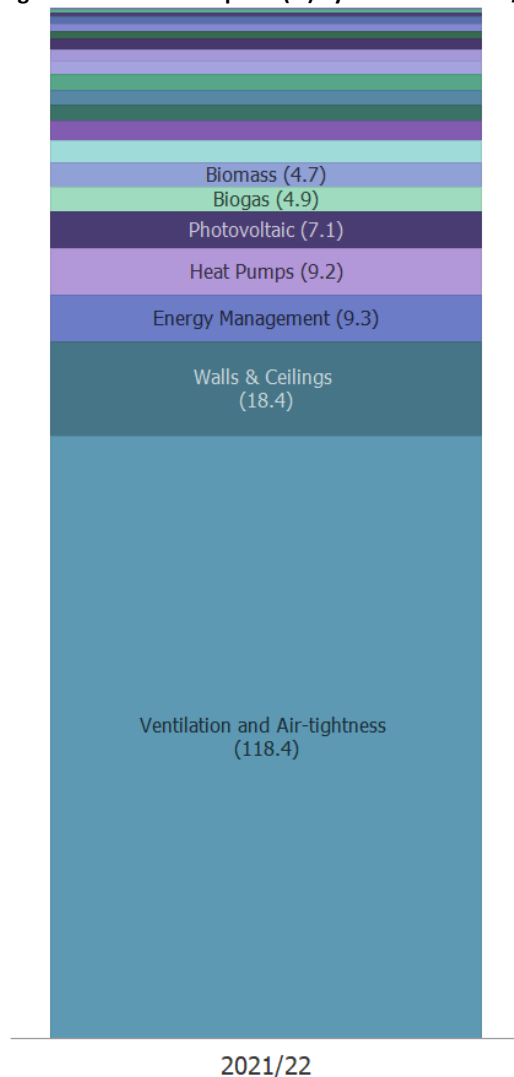 Biomass (4.7)
Biogas (4.9)
Photovoltaic (7.1)
Heat Pumps (9.2)
Energy Management (9.3)
Walls & Ceilings
(18.4)
Ventilation and Air-tightness
(118.4)
2021/22